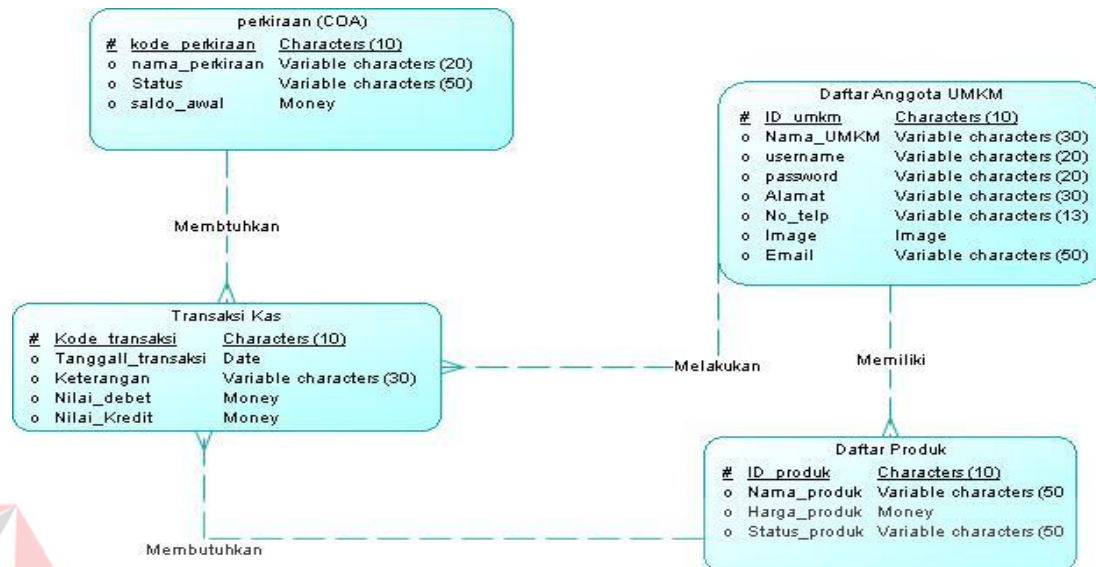 perkiraan (COA)
# kode_perkiraan Characters (10)
o nama_perkiraan Variable characters (20)
o Status Variable characters (50)
o saldo_awal Money
Daftar Anggota UMKM
# ID_umkm Characters (10)
o Nama_UMKM Variable characters (30)
o username Variable characters (20)
o password Variable characters (20)
o Alamat Variable characters (30)
o No_telp Variable characters (13)
o Image Image
o Email Variable characters (50)
Membtuhkan
Transaksi Kas
# Kode_transaksi Characters (10)
o Tanggall_transaksi Date
o Keterangan Variable characters (30)
o Nilai_debet Money
o Nilai_Kredit Money
Melakukan
Memiliki
Daftar Produk
# ID_produk Characters (10)
o Nama_produk Variable characters (50
o Harga_produk Money
o Status_produk Variable characters (50
Membutuhkan